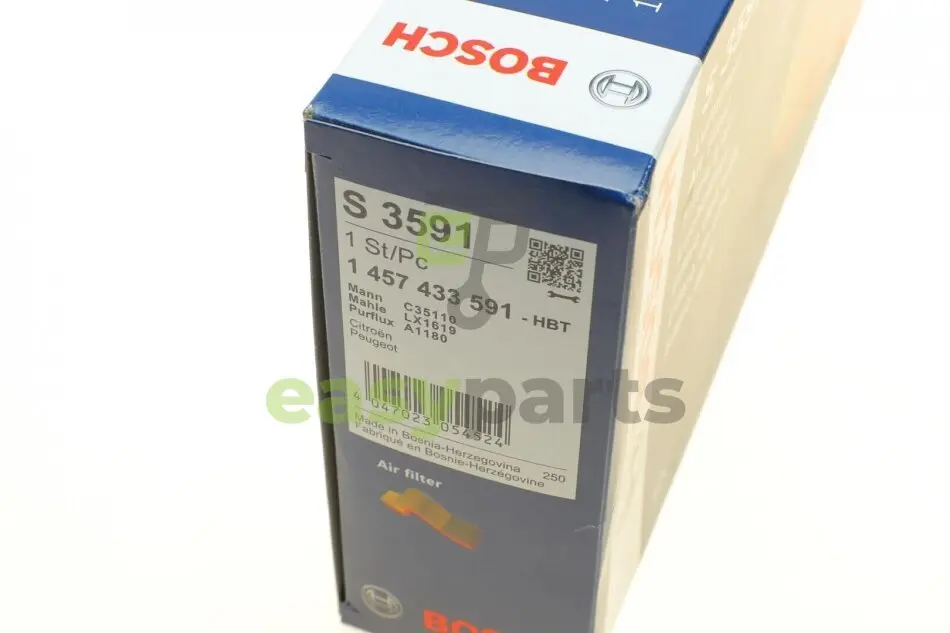 BOSCH
S 3591
1 St/Pc
1 457 433 591 - HBT
Mann C35110
Mahle LX1619
Purflux A1180
Citroën
Peugeot
4 047023 054524
Made in Bosnia-Herzegovina
Fabriqué en Bosnie-Herzégovine 250
Air filter
BOSCH
easyparts